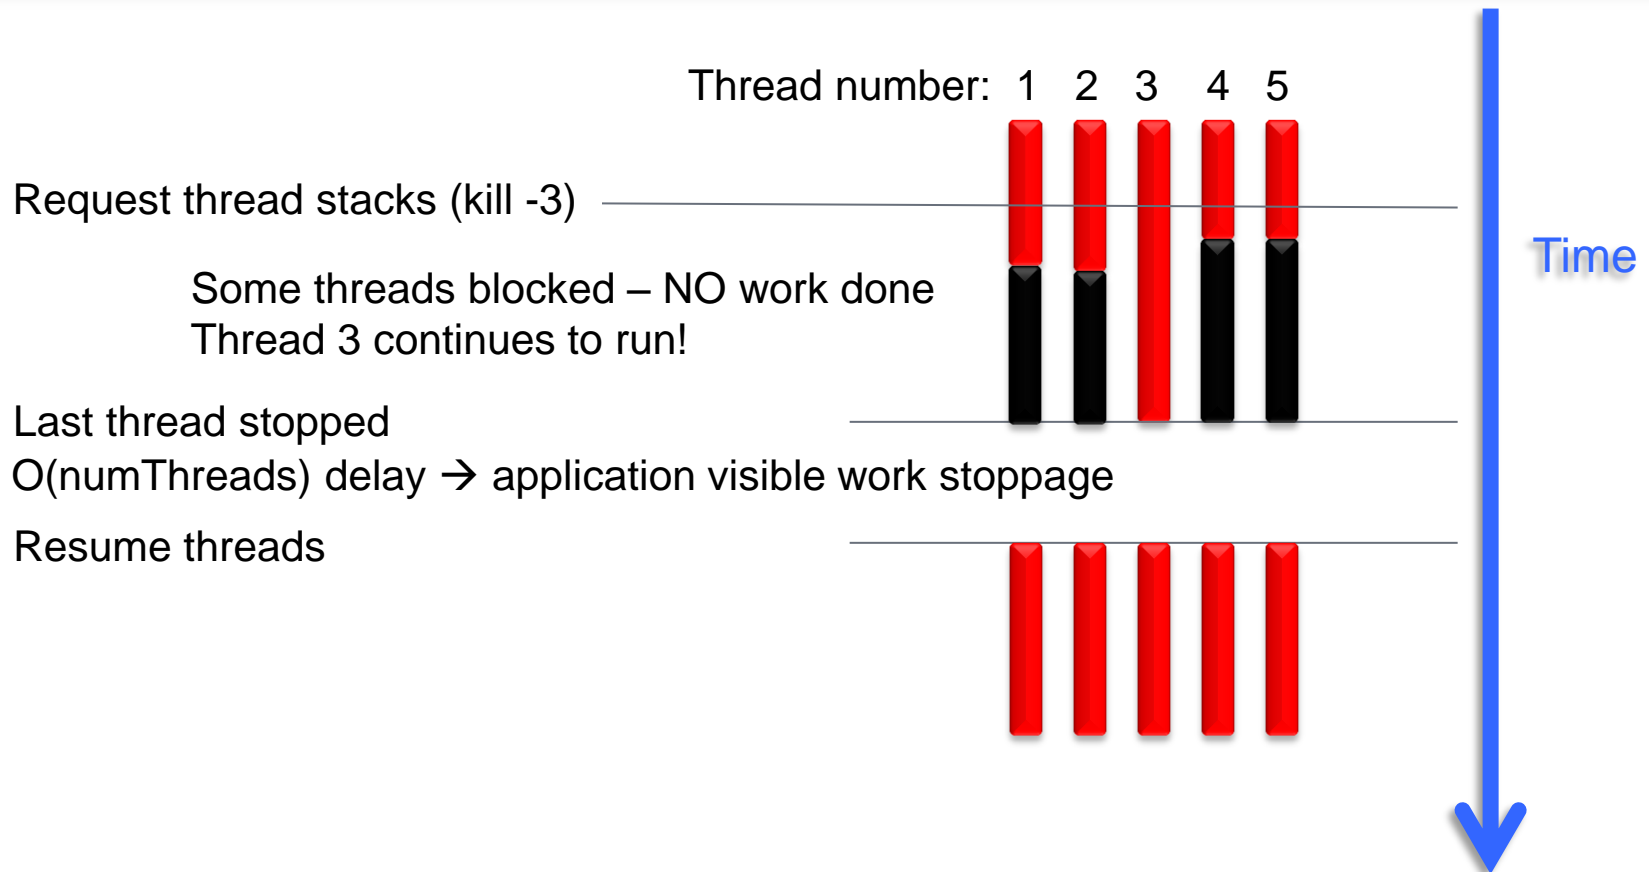 Thread number: 1 2 3 4 5
Request thread stacks (kill -3)
Time
Some threads blocked – NO work done
Thread 3 continues to run!
Last thread stopped
O(numThreads) delay → application visible work stoppage
Resume threads